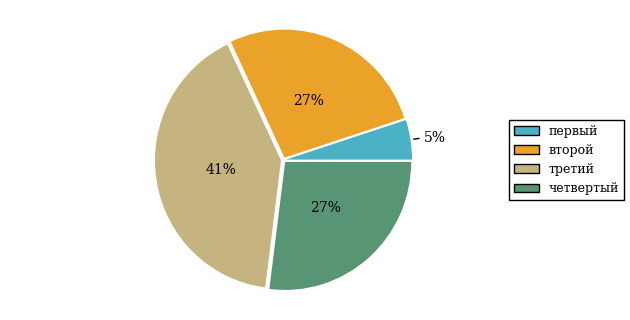 27%
5%
41%
27%
первый
второй
третий
четвертый